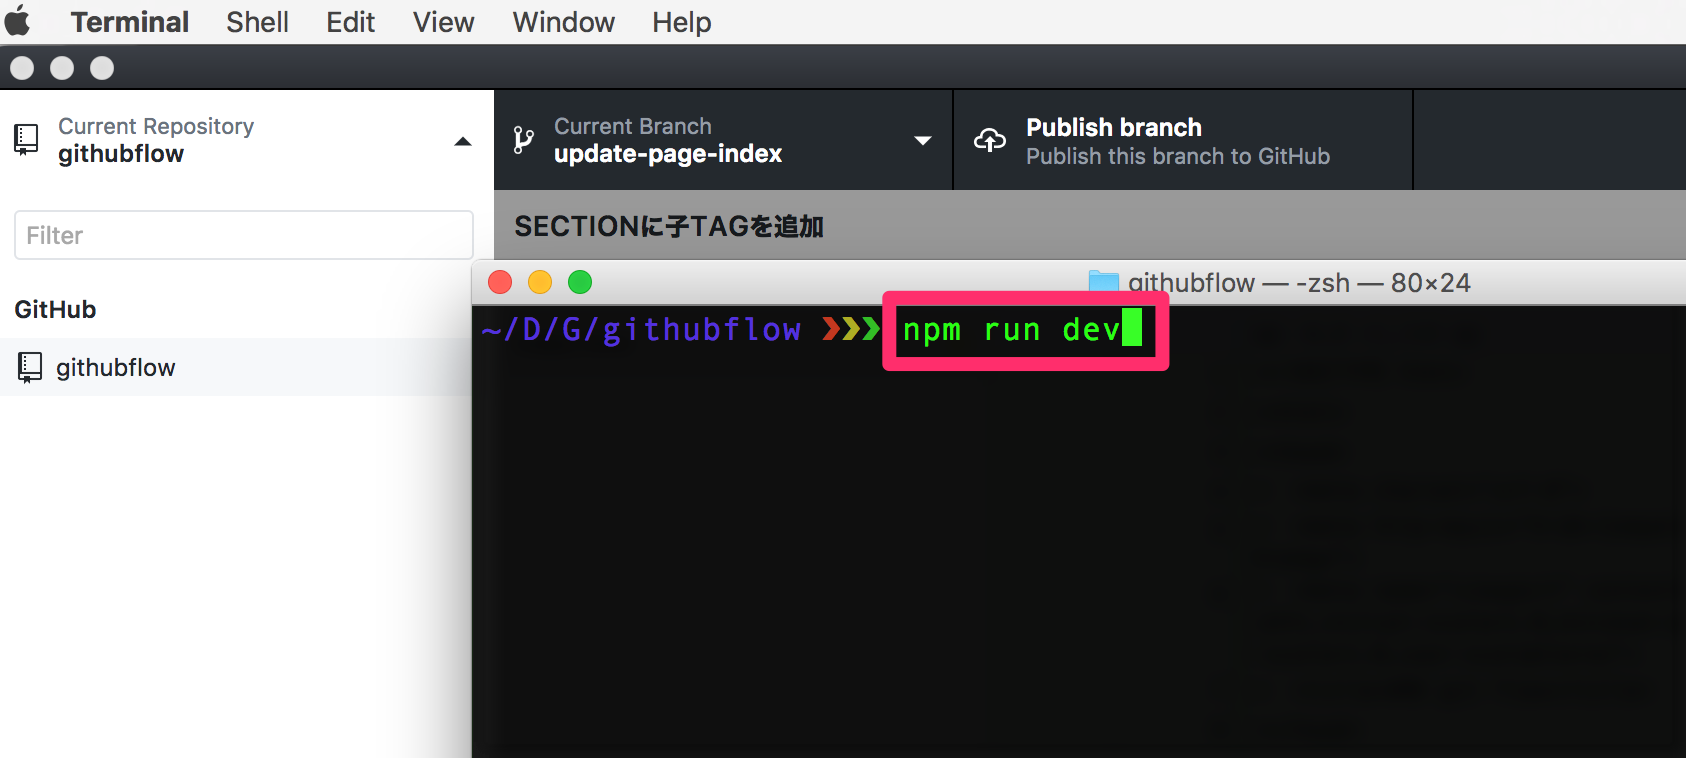 Terminal Shell Edit View Window Help
Current Repository
githubflow
Current Branch
update-page-index
Publish branch
Publish this branch to GitHub
Filter
SECTIONに子TAGを追加
GitHub
githubflow
githubflow — -zsh — 80×24
~/D/G/githubflow ❯❯❯ npm run dev